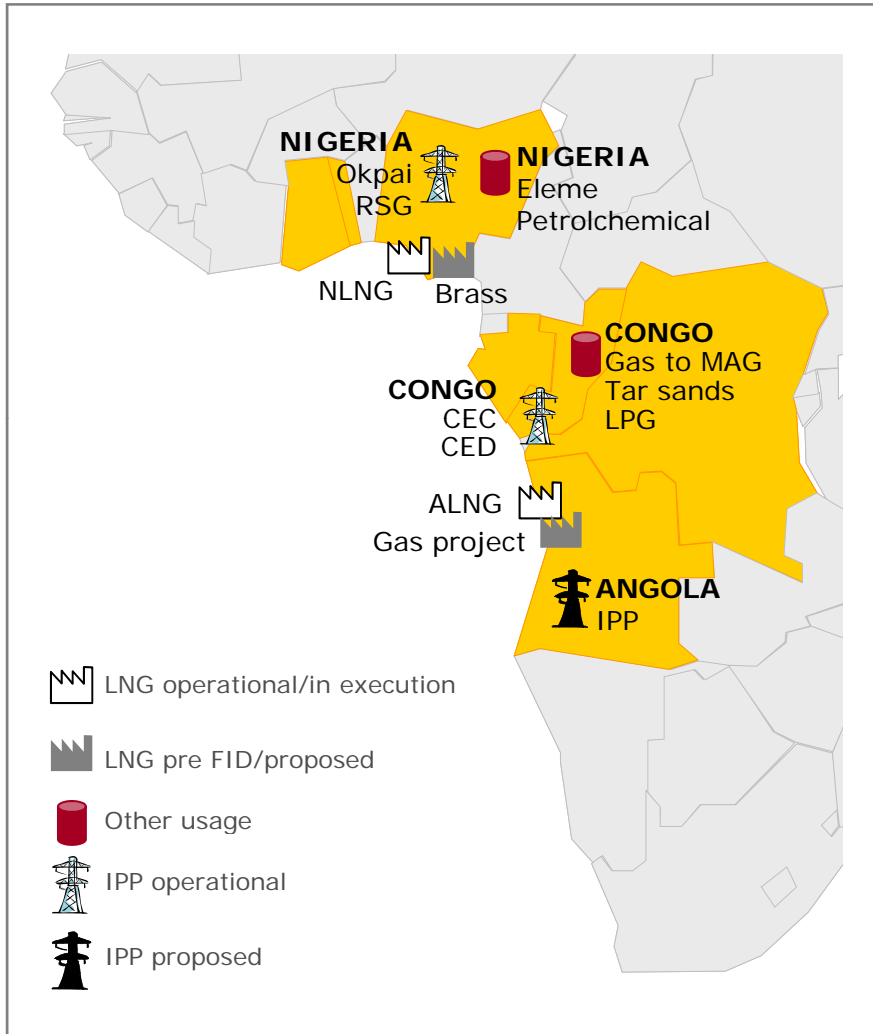 NIGERIA
Okpai
RSG
NIGERIA
Eleme
Petrolchemical
NLNG
Brass
CONGO
Gas to MAG
Tar sands
LPG
CONGO
CEC
CED
ALNG
Gas project
ANGOLA
IPP
LNG operational/in execution
LNG pre FID/proposed
Other usage
IPP operational
IPP proposed